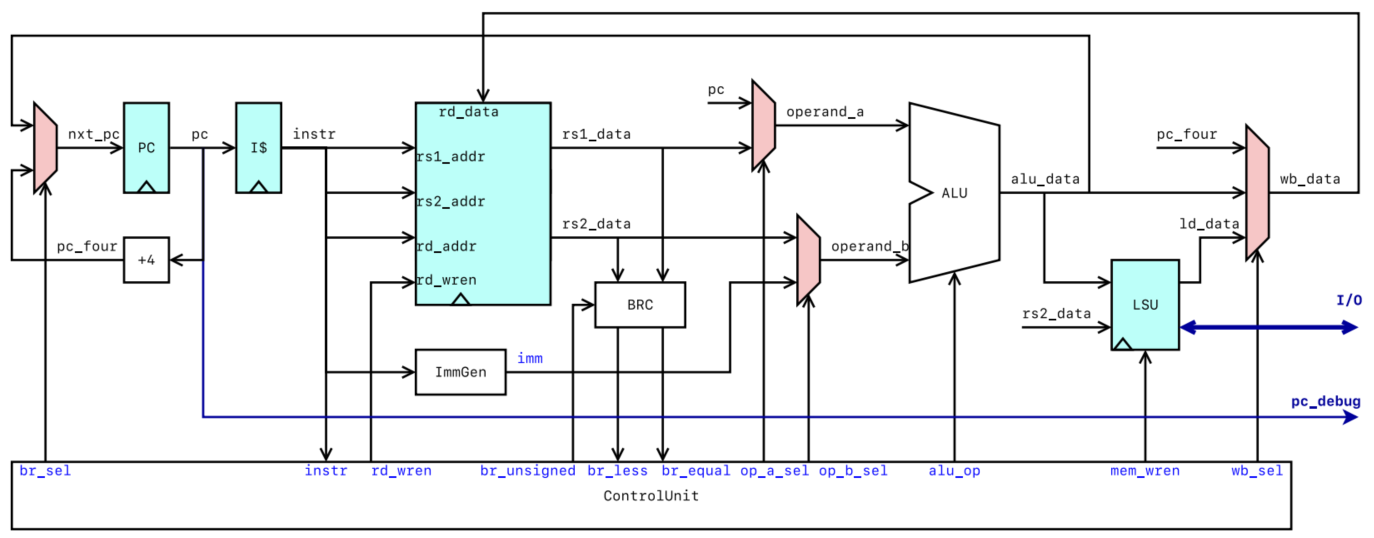 rd_data
pc
operand_a
nxt_pc
PC
pc
I$
instr
rs1_data
pc_four
rs1_addr
alu_data
wb_data
ALU
rs2_addr
rs2_data
ld_data
pc_four
+4
rd_addr
operand_b
rd_wren
BRC
LSU
I/O
rs2_data
imm
ImmGen
pc_debug
br_sel
instr
rd_wren
br_unsigned
br_less
br_equal
op_a_sel
op_b_sel
alu_op
mem_wren
wb_sel
ControlUnit